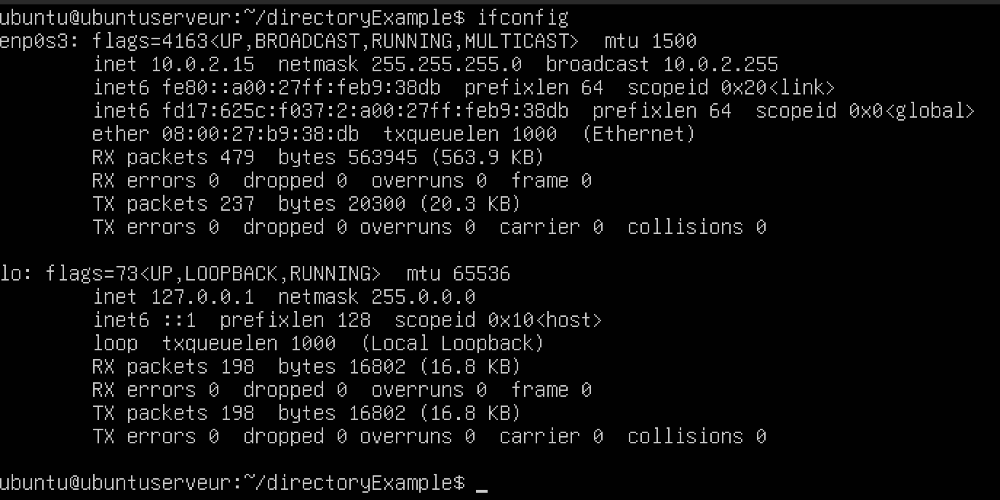 ubuntu@ubuntuserveur:~/directoryExample$ ifconfig
enp0s3: flags=4163<UP,BROADCAST,RUNNING,MULTICAST>  mtu 1500
        inet 10.0.2.15  netmask 255.255.255.0  broadcast 10.0.2.255
        inet6 fe80::a00:27ff:feb9:38db  prefixlen 64  scopeid 0x20<link>
        inet6 fd17:625c:f037:2:a00:27ff:feb9:38db  prefixlen 64  scopeid 0x0<global>
        ether 08:00:27:b9:38:db  txqueuelen 1000  (Ethernet)
        RX packets 479  bytes 563945 (563.9 KB)
        RX errors 0  dropped 0  overruns 0  frame 0
        TX packets 237  bytes 20300 (20.3 KB)
        TX errors 0  dropped 0 overruns 0  carrier 0  collisions 0

lo: flags=73<UP,LOOPBACK,RUNNING>  mtu 65536
        inet 127.0.0.1  netmask 255.0.0.0
        inet6 ::1  prefixlen 128  scopeid 0x10<host>
        loop  txqueuelen 1000  (Local Loopback)
        RX packets 198  bytes 16802 (16.8 KB)
        RX errors 0  dropped 0  overruns 0  frame 0
        TX packets 198  bytes 16802 (16.8 KB)
        TX errors 0  dropped 0 overruns 0  carrier 0  collisions 0

ubuntu@ubuntuserveur:~/directoryExample$ _